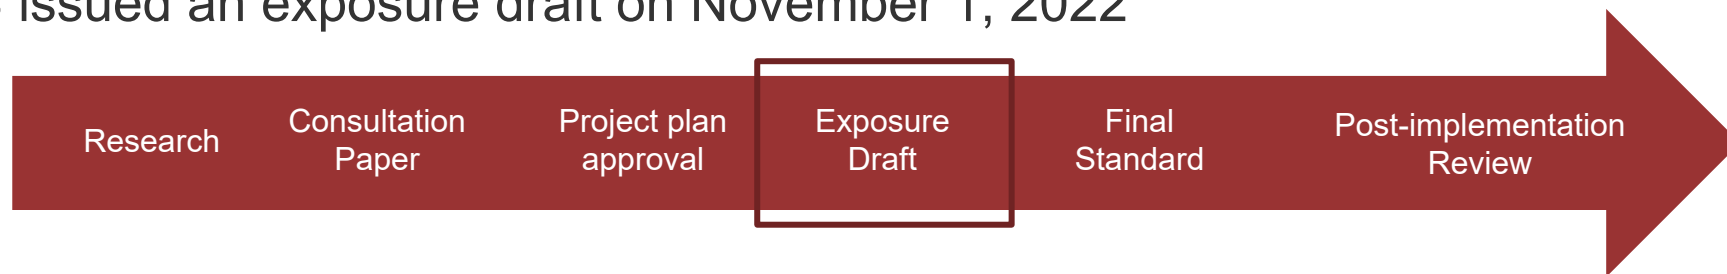 issued an exposure draft on November 1, 2022
Research
Consultation
Paper
Project plan
approval
Exposure
Draft
Final
Standard
Post-implementation
Review